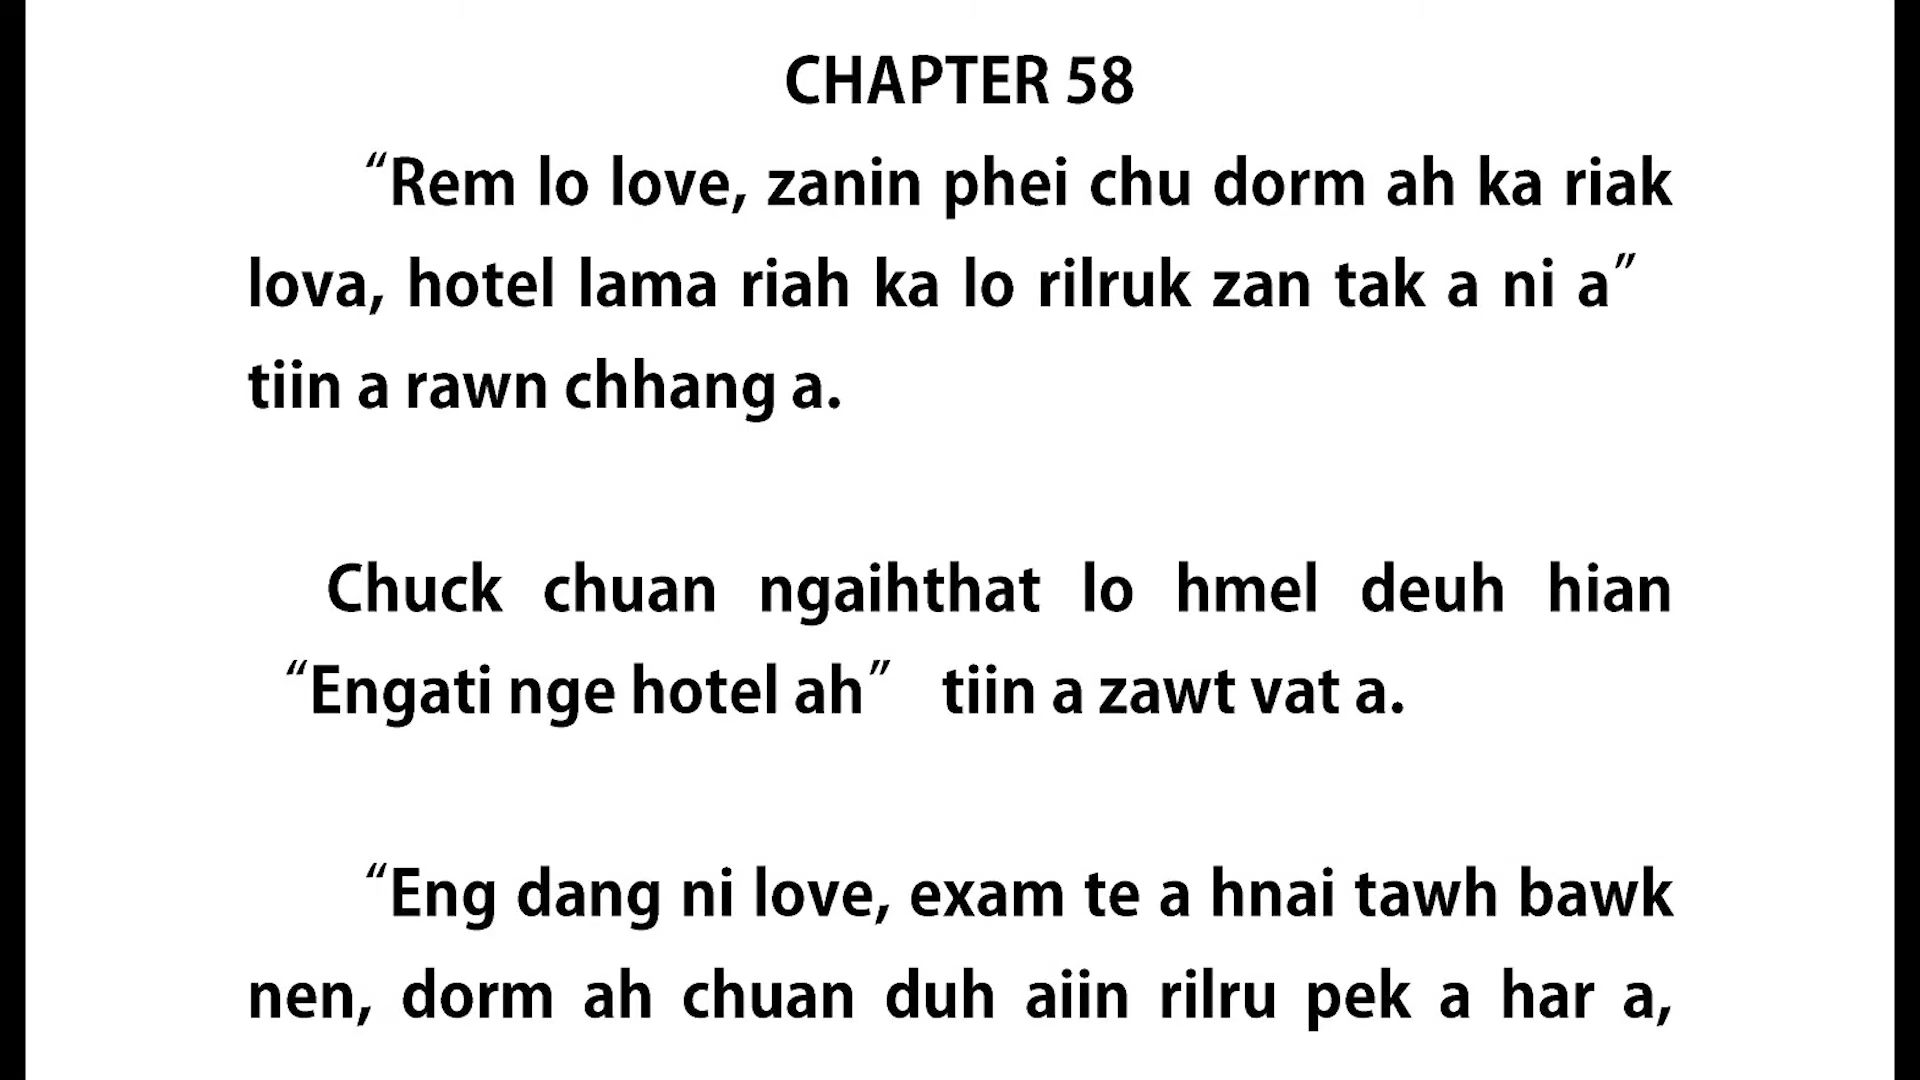 CHAPTER 58
“Rem lo love, zanin phei chu dorm ah ka riak
lova, hotel lama riah ka lo rilruk zan tak a ni a”
tiin a rawn chhang a.
Chuck chuan ngaihthat lo hmel deuh hian
“Engati nge hotel ah” tiin a zawt vat a.
“Eng dang ni love, exam te a hnai tawh bawk
nen, dorm ah chuan duh aiin rilru pek a har a,